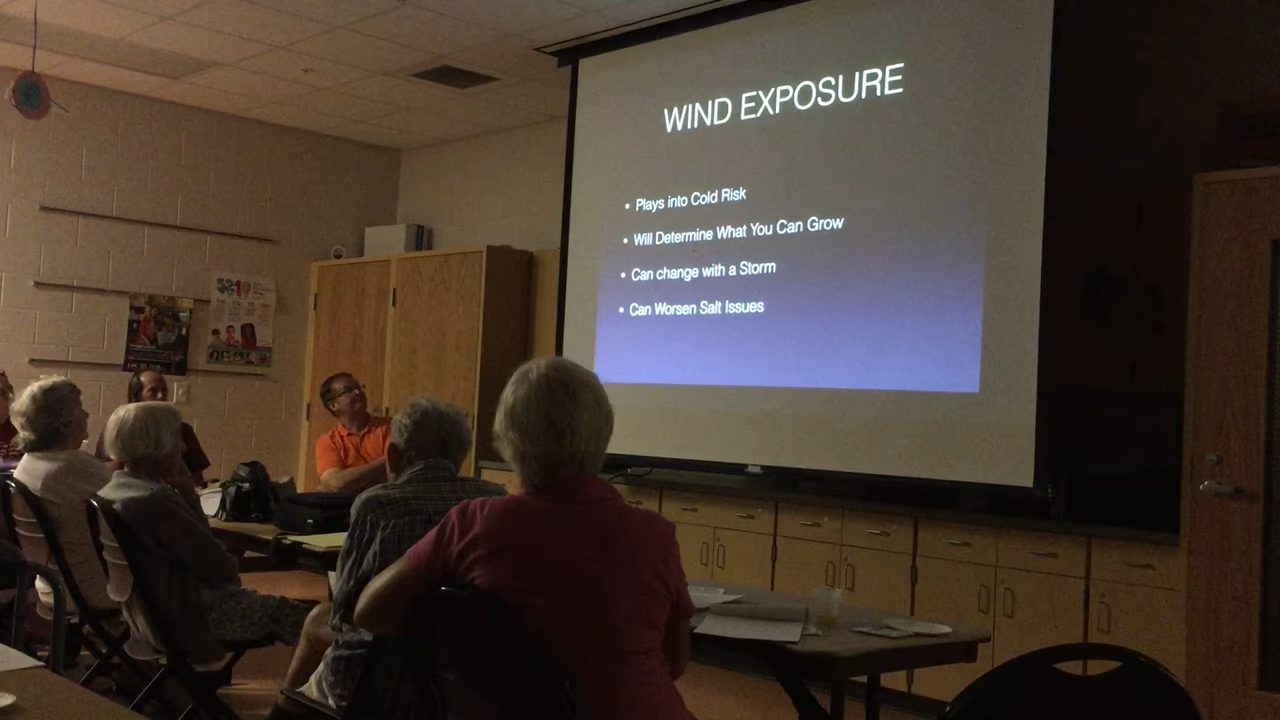 WIND EXPOSURE
• Plays into Cold Risk
• Will Determine What You Can Grow
• Can change with a Storm
• Can Worsen Salt Issues